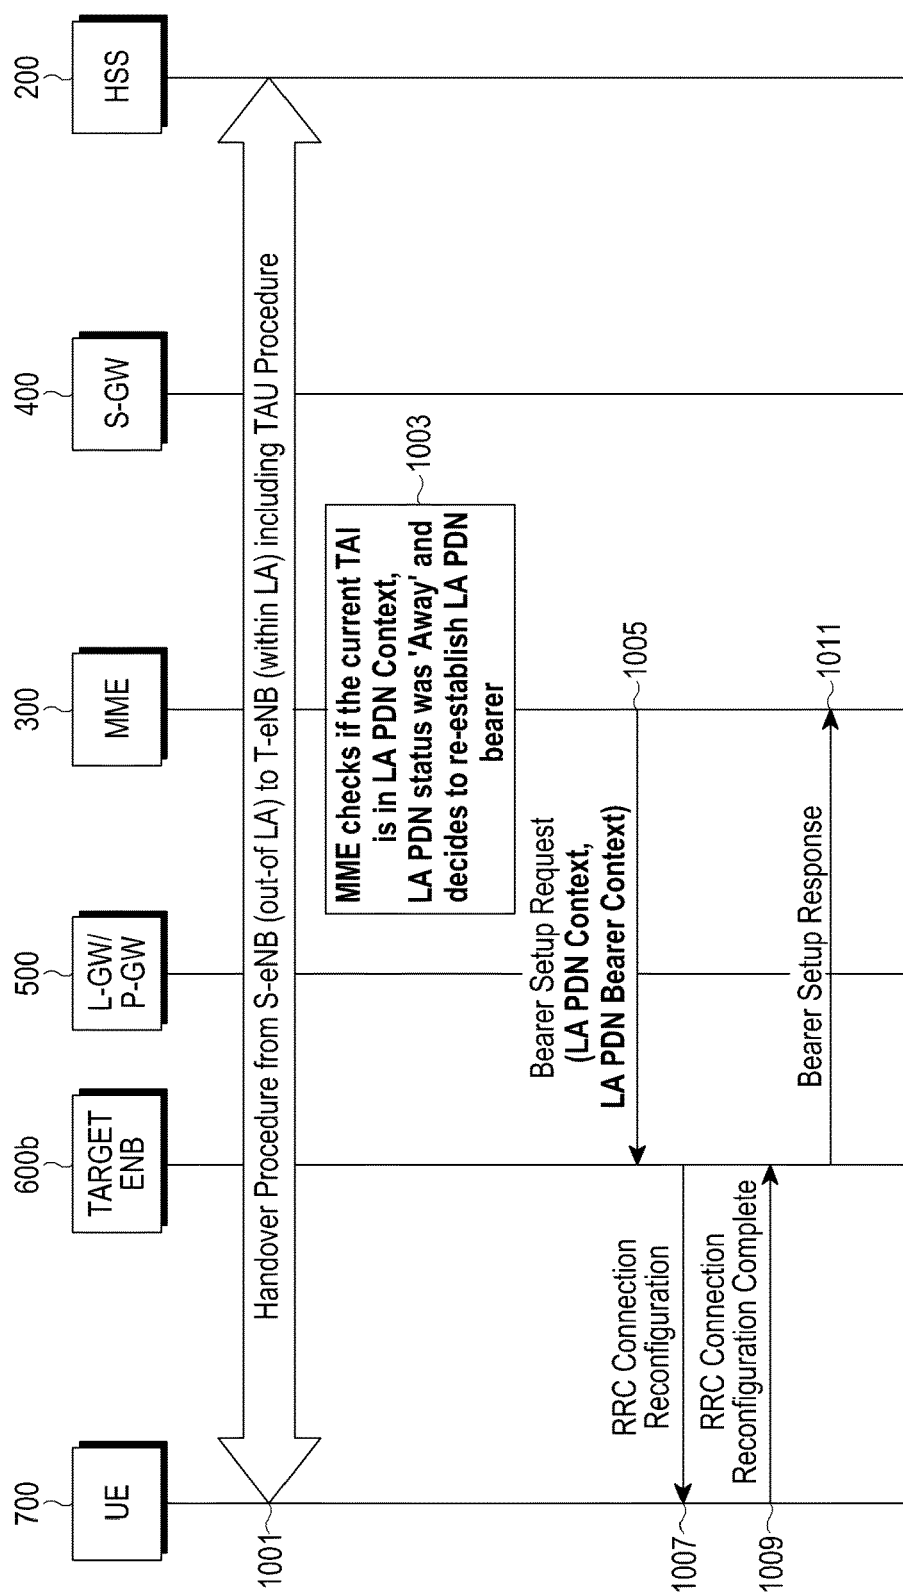 700
600b
500
300
400
200
UE
TARGET
ENB
L-GW/
P-GW
MME
S-GW
HSS
1001
Handover Procedure from S-eNB (out-of LA) to T-eNB (within LA) including TAU Procedure
MME checks if the current TAI
is in LA PDN Context,
LA PDN status was 'Away' and
decides to re-establish LA PDN
bearer
1003
Bearer Setup Request
(LA PDN Context,
LA PDN Bearer Context)
1005
RRC Connection
Reconfiguration
1007
RRC Connection
Reconfiguration Complete
1009
Bearer Setup Response
1011